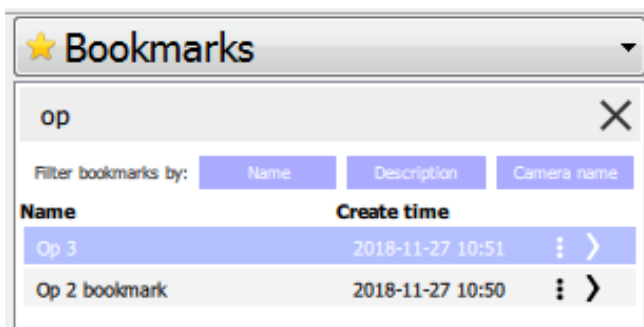 Bookmarks
op
Filter bookmarks by: Name Description Camera name
Name Create time
Op 3 2018-11-27 10:51
Op 2 bookmark 2018-11-27 10:50